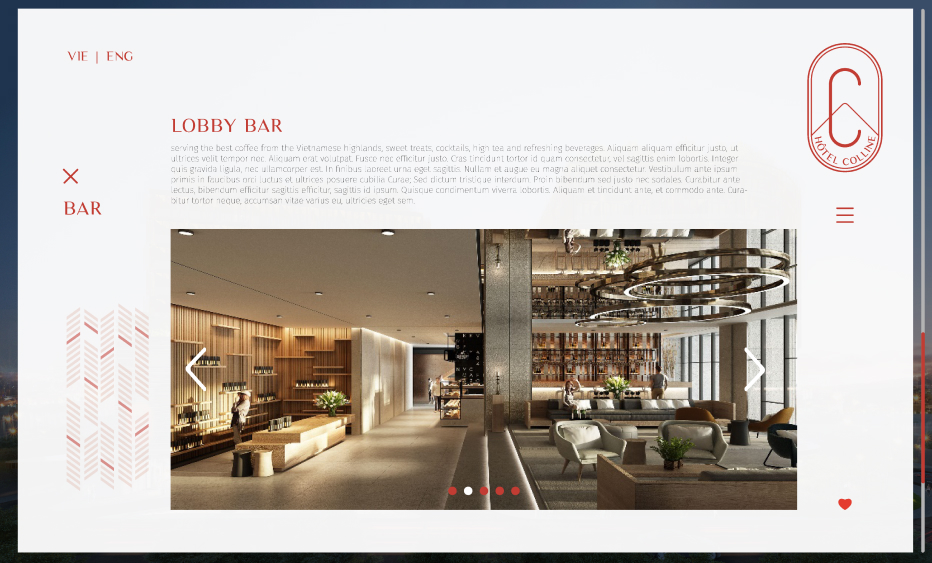 VIE | ENG
HÔTEL COLLINE
LOBBY BAR
serving the best coffee from the Vietnamese highlands, sweet treats, cocktails, high tea and refreshing beverages. Aliquam aliquam efficitur justo, ut
ultrices velit tempor nec. Aliquam erat volutpat. Fusce nec efficitur justo. Cras tincidunt tortor id quam consectetur, vel sagittis enim lobortis. Integer
quis gravida ligula, nec ullamcorper est. In finibus laoreet urna eget sagittis. Nullam et augue eu magna aliquet consequat. Vestibulum ante ipsum
primis in faucibus orci luctus et ultrices posuere cubilia Curae; Sed dictum tristique interdum. Proin bibendum sed justo nec sodales. Curabitur ante
lectus, bibendum efficitur sagittis, sagittis id ipsum. Quisque condimentum viverra lobortis. Aliquam et tincidunt ante, et commodo ante. Cura-
bitur tortor neque, accumsan vitae varius eu, ultricies eget sem.
BAR